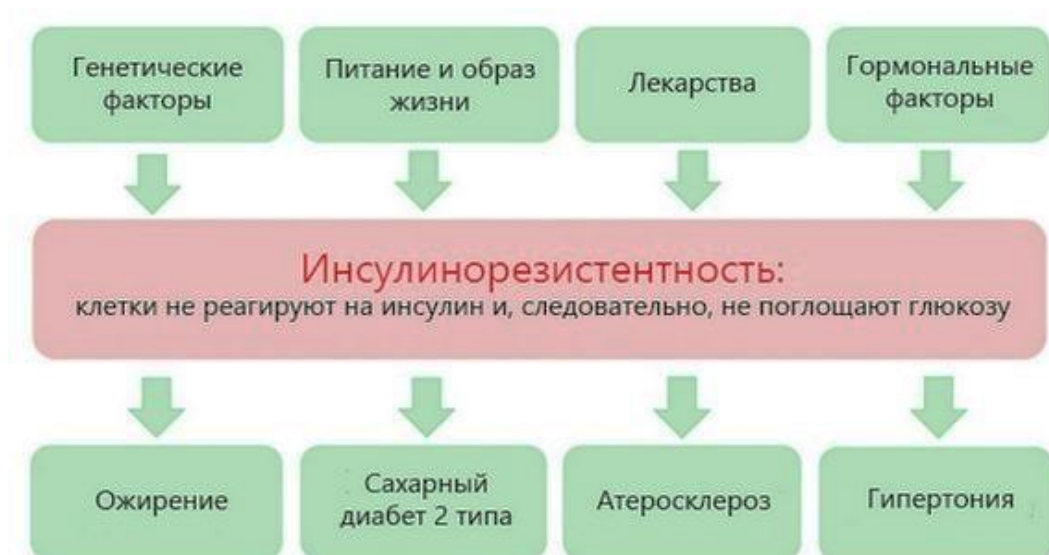 Генетические
факторы
Питание и образ
жизни
Лекарства
Гормональные
факторы
Инсулинорезистентность:
клетки не реагируют на инсулин и, следовательно, не поглощают глюкозу
Ожирение
Сахарный
диабет 2 типа
Атеросклероз
Гипертония